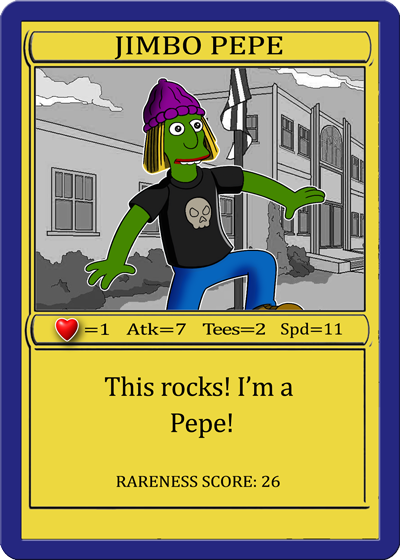 JIMBO PEPE
=1 Atk=7 Tees=2 Spd=11
This rocks! I'm a
Pepe!
RARENESS SCORE: 26